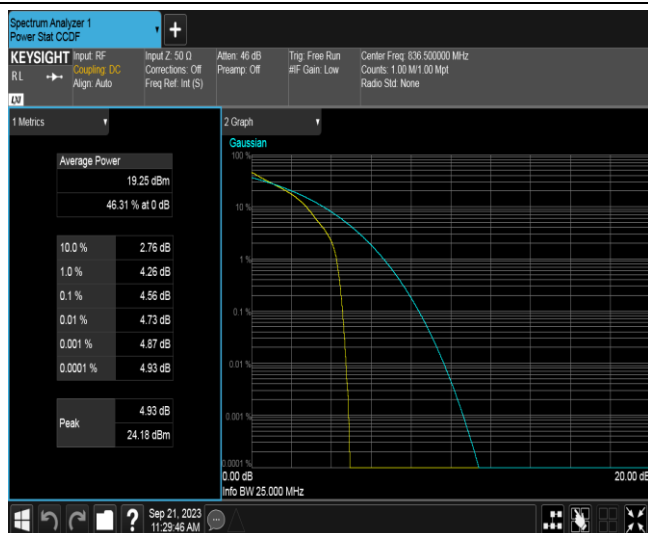 Spectrum Analyzer 1
Power Stat CCDF
+
KEYSIGHT
RL
LXI
Input: RF
Coupling: DC
Align: Auto
Input Z: 50 Ω
Corrections: Off
Freq Ref: Int (S)
Atten: 46 dB
Preamp: Off
Trig: Free Run
#IF Gain: Low
Center Freq: 836.500000 MHz
Counts: 1.00 M/1.00 Mpt
Radio Std: None
1 Metrics
Average Power
19.25 dBm
46.31 % at 0 dB
10.0 % 2.76 dB
1.0 % 4.26 dB
0.1 % 4.56 dB
0.01 % 4.73 dB
0.001 % 4.87 dB
0.0001 % 4.93 dB
Peak
4.93 dB
24.18 dBm
2 Graph
Gaussian
100 %
10 %
1 %
0.1 %
0.01 %
0.001 %
0.0001 %
0.00 dB 20.00 dB
Info BW 25.000 MHz
?
Sep 21, 2023
11:29:46 AM